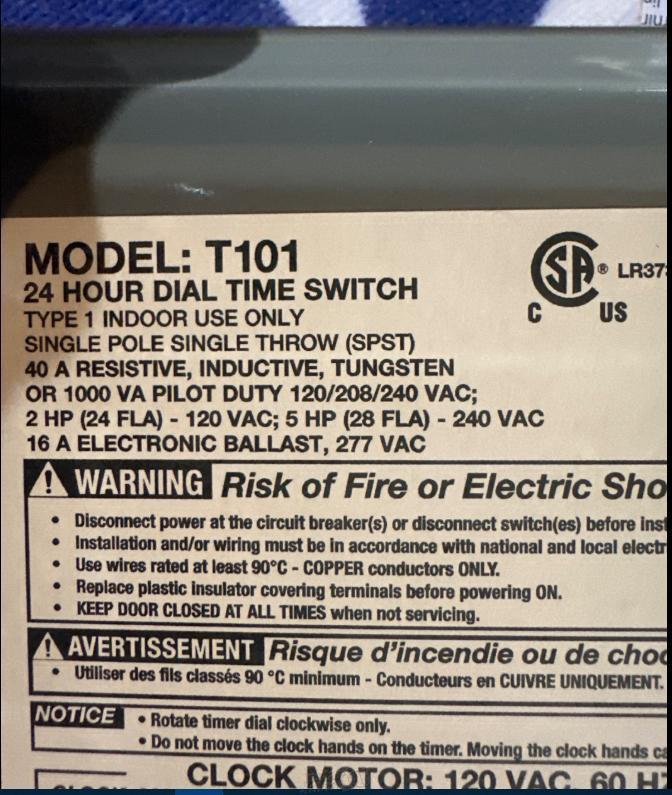 MODEL: T101
24 HOUR DIAL TIME SWITCH
TYPE 1 INDOOR USE ONLY
SINGLE POLE SINGLE THROW (SPST)
40 A RESISTIVE, INDUCTIVE, TUNGSTEN
OR 1000 VA PILOT DUTY 120/208/240 VAC;
2 HP (24 FLA) - 120 VAC; 5 HP (28 FLA) - 240 VAC
16 A ELECTRONIC BALLAST, 277 VAC
SA ® LR37
C US
! WARNING Risk of Fire or Electric Sho
• Disconnect power at the circuit breaker(s) or disconnect switch(es) before inst
• Installation and/or wiring must be in accordance with national and local electr
• Use wires rated at least 90°C - COPPER conductors ONLY.
• Replace plastic insulator covering terminals before powering ON.
• KEEP DOOR CLOSED AT ALL TIMES when not servicing.
! AVERTISSEMENT Risque d'incendie ou de choc
• Utiliser des fils classés 90 °C minimum - Conducteurs en CUIVRE UNIQUEMENT.
NOTICE • Rotate timer dial clockwise only.
• Do not move the clock hands on the timer. Moving the clock hands ca
CLOCK MOTOR: 120 VAC, 60 H